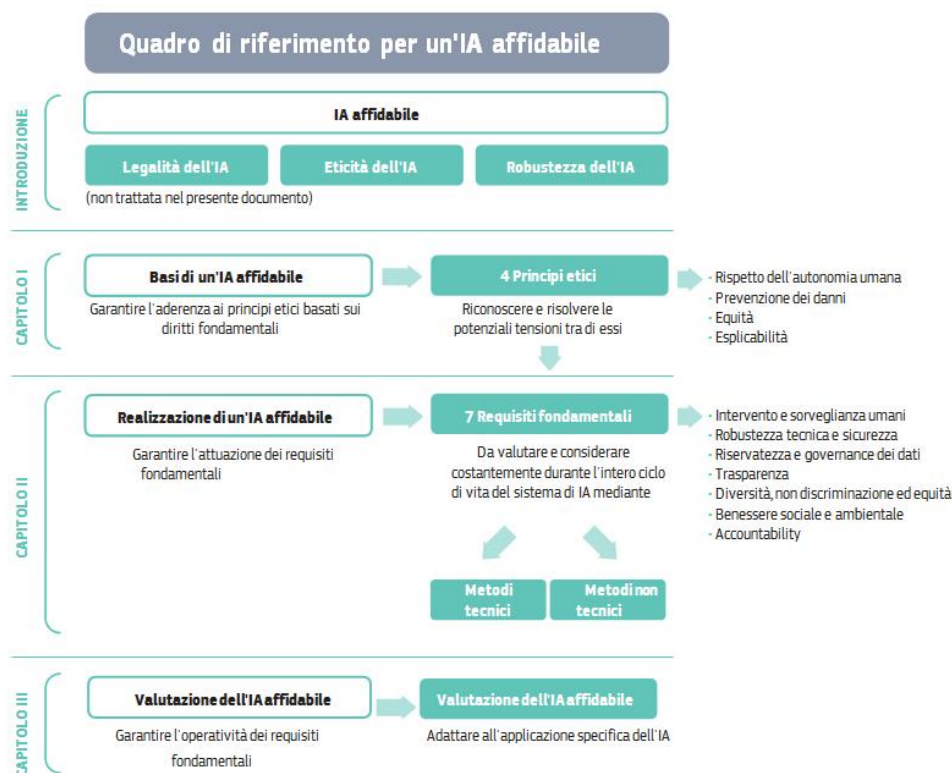 Quadro di riferimento per un'IA affidabile
INTRODUZIONE
IA affidabile
Legalità dell'IA
Eticità dell'IA
Robustezza dell'IA
(non trattata nel presente documento)
CAPITOLO I
Basi di un'IA affidabile
Garantire l'aderenza ai principi etici basati sui
diritti fondamentali
4 Principi etici
Riconoscere e risolvere le
potenziali tensioni tra di essi
· Rispetto dell'autonomia umana
· Prevenzione dei danni
· Equità
· Esplicabilità
CAPITOLO II
Realizzazione di un'IA affidabile
Garantire l'attuazione dei requisiti
fondamentali
7 Requisiti fondamentali
Da valutare e considerare
costantemente durante l'intero ciclo
di vita del sistema di IA mediante
· Intervento e sorveglianza umani
· Robustezza tecnica e sicurezza
· Riservatezza e governance dei dati
· Trasparenza
· Diversità, non discriminazione ed equità
· Benessere sociale e ambientale
· Accountability
Metodi
tecnici
Metodi non
tecnici
CAPITOLO III
Valutazione dell'IA affidabile
Garantire l'operatività dei requisiti
fondamentali
Valutazione dell'IA affidabile
Adattare all'applicazione specifica dell'IA